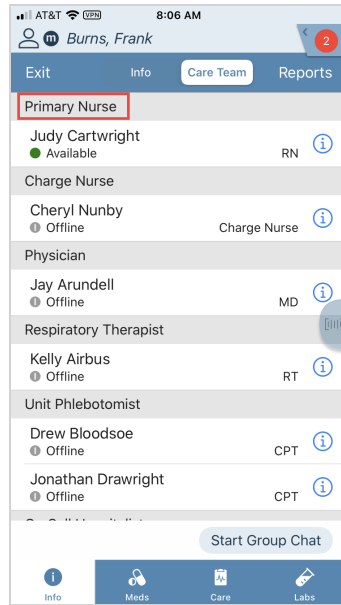 AT&T VPN 8:06 AM
m Burns, Frank
2
Exit Info Care Team Reports
Primary Nurse
Judy Cartwright
Available RN
Charge Nurse
Cheryl Nunby
Offline Charge Nurse
Physician
Jay Arundell
Offline MD
Respiratory Therapist
Kelly Airbus
Offline RT
Unit Phlebotomist
Drew Bloodsoe
Offline CPT
Jonathan Drawright
Offline CPT
Start Group Chat
Info Meds Care Labs